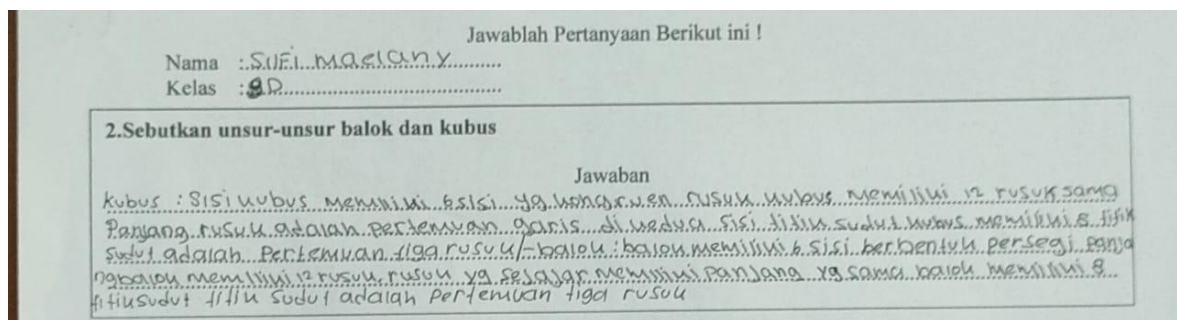 Jawablah Pertanyaan Berikut ini !
Nama : SUFi maelany
Kelas : 8D
2.Sebutkan unsur-unsur balok dan kubus
Jawaban
Kubus : SiSi kubus memiliki 6 sisi yg kongruen rusuk kubus memiliki 12 rusuk sama
Panjang rusuk adalah pertemuan garis di kedua sisi titik sudut kubus memiliki 8 titik
sudut adalah Pertemuan tiga rusuk/-balok : balok memiliki 6 sisi berbentuk persegi panja
ng balok memiliki 12 rusuk, rusuk yg sejajar memiliki panjang yg sama balok memiliki 8
titik sudut titik sudut adalah pertemuan tiga rusuk